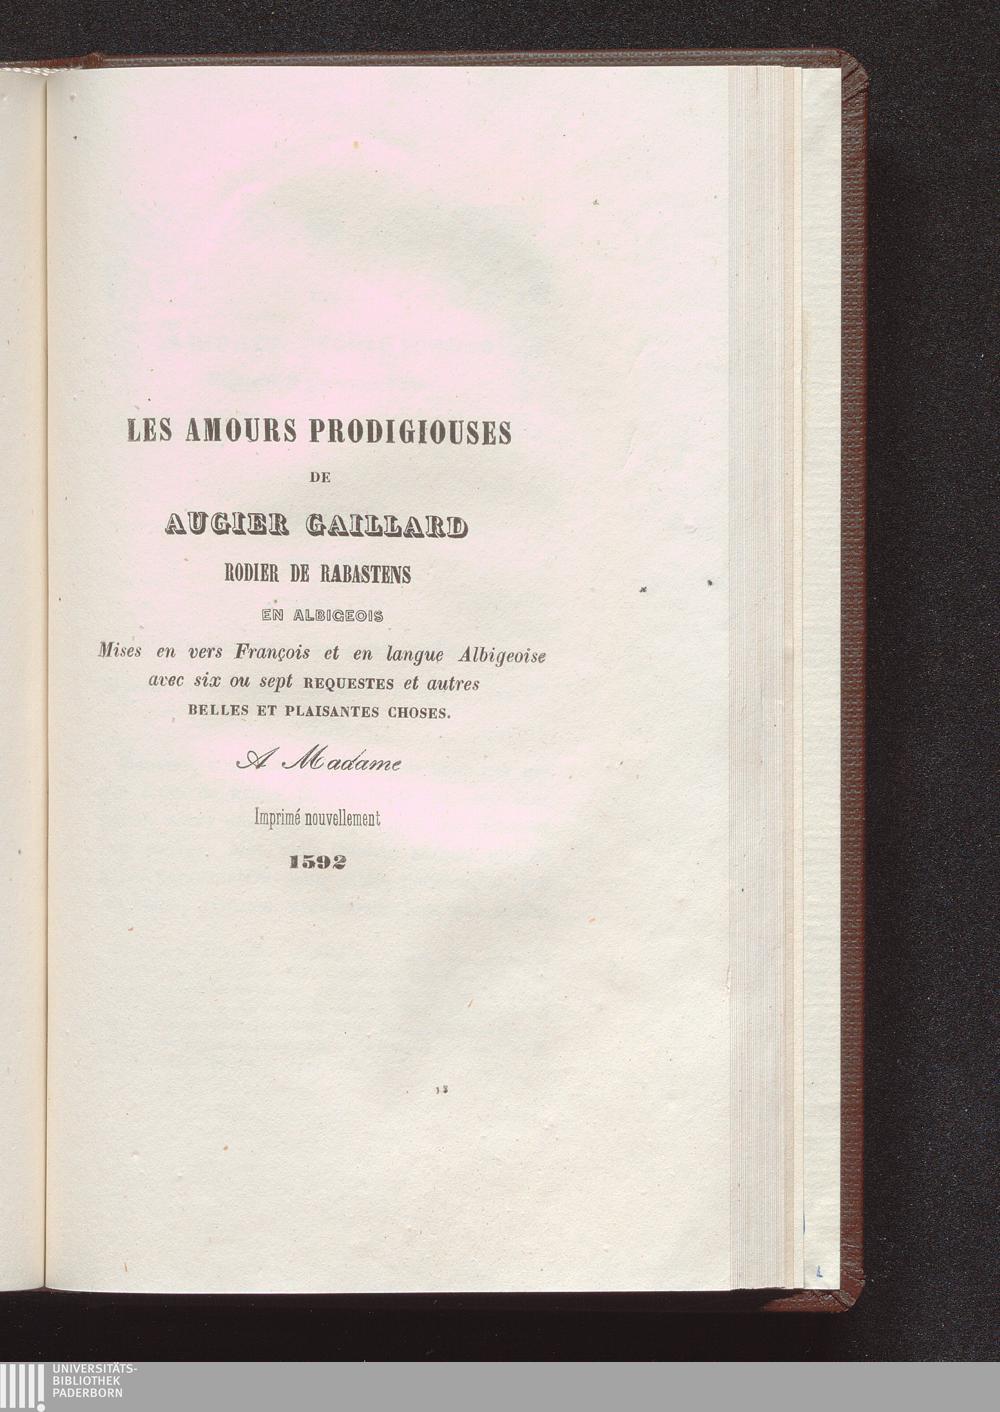 LES AMOURS PRODIGIOUSES
DE
AUGIER GAILLARD
RODIER DE RABASTENS
EN ALBIGEOIS
Mises en vers François et en langue Albigeoise
avec six ou sept REQUESTES et autres
BELLES ET PLAISANTES CHOSES.
A Madame
Imprimé nouvellement
1592
UNIVERSITÄTS-
BIBLIOTHEK
PADERBORN